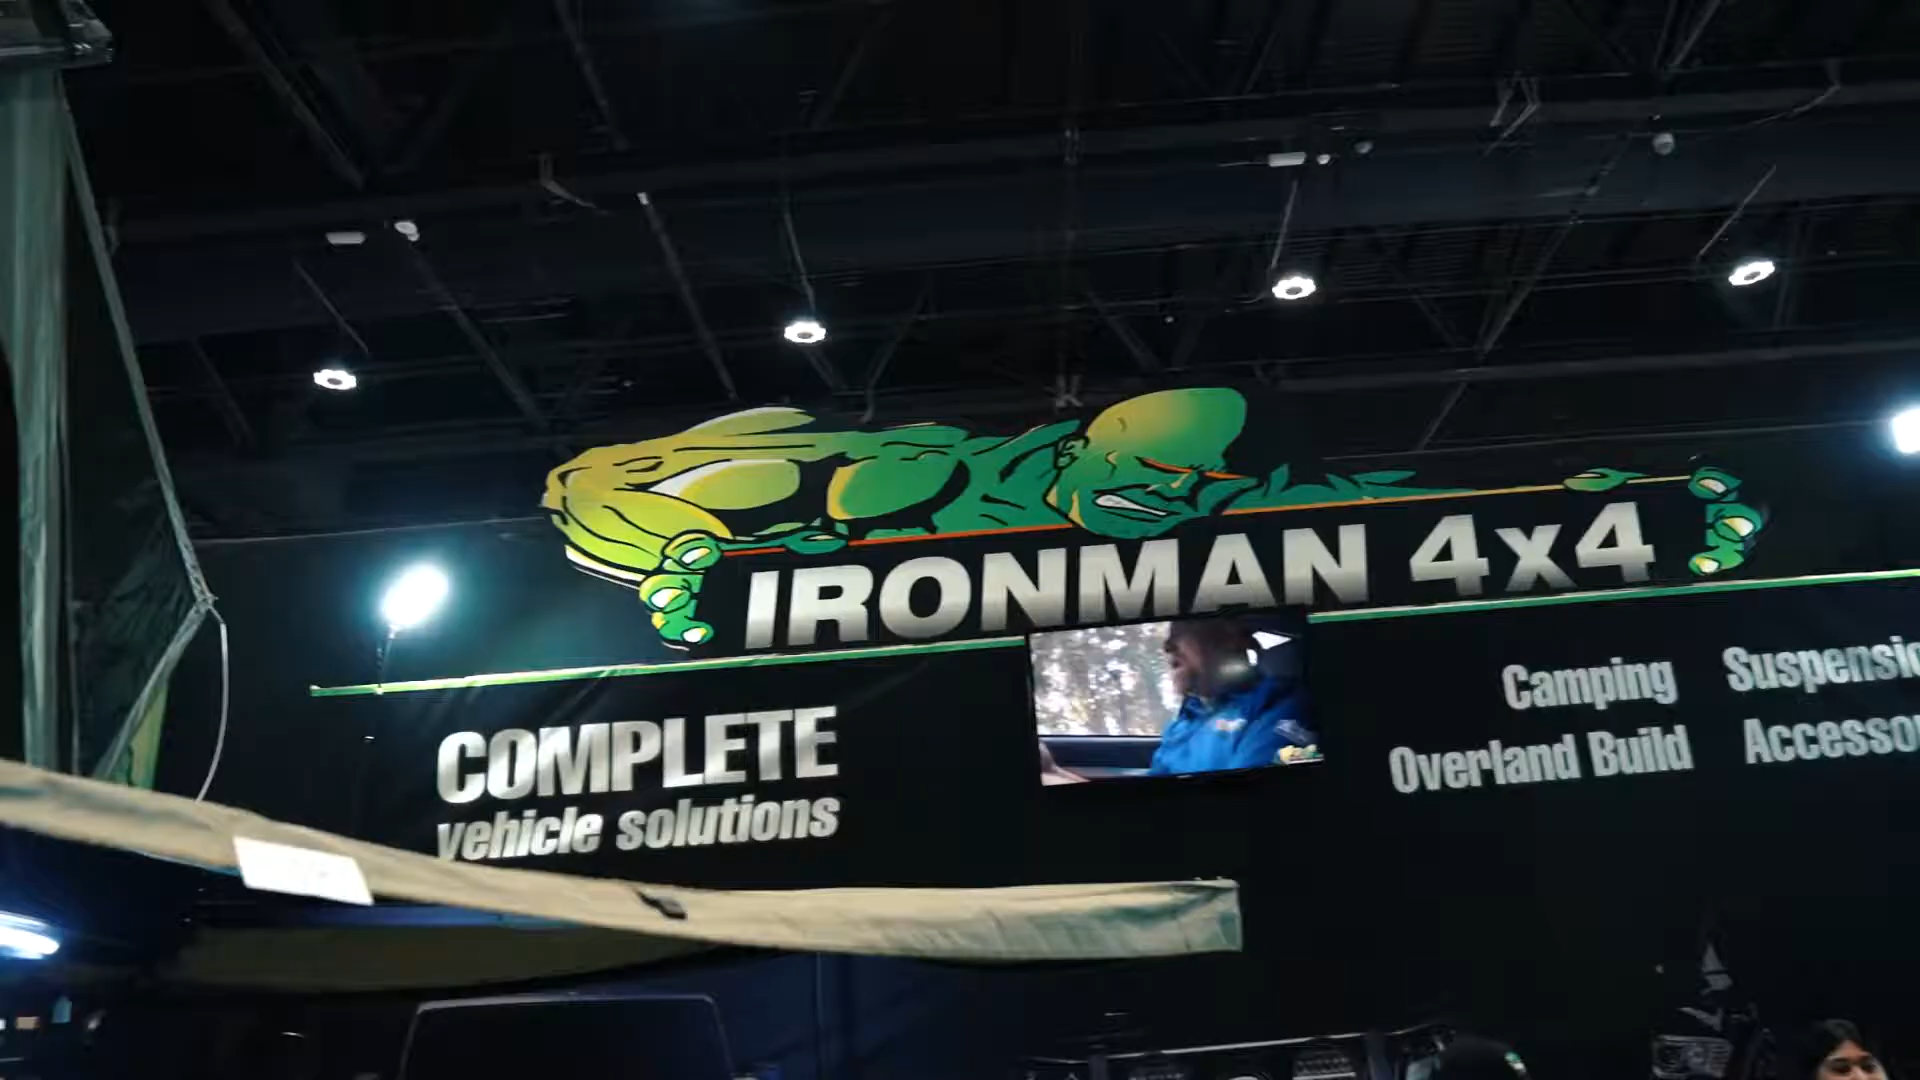 IRONMAN 4x4
COMPLETE
vehicle solutions
Camping
Overland Build